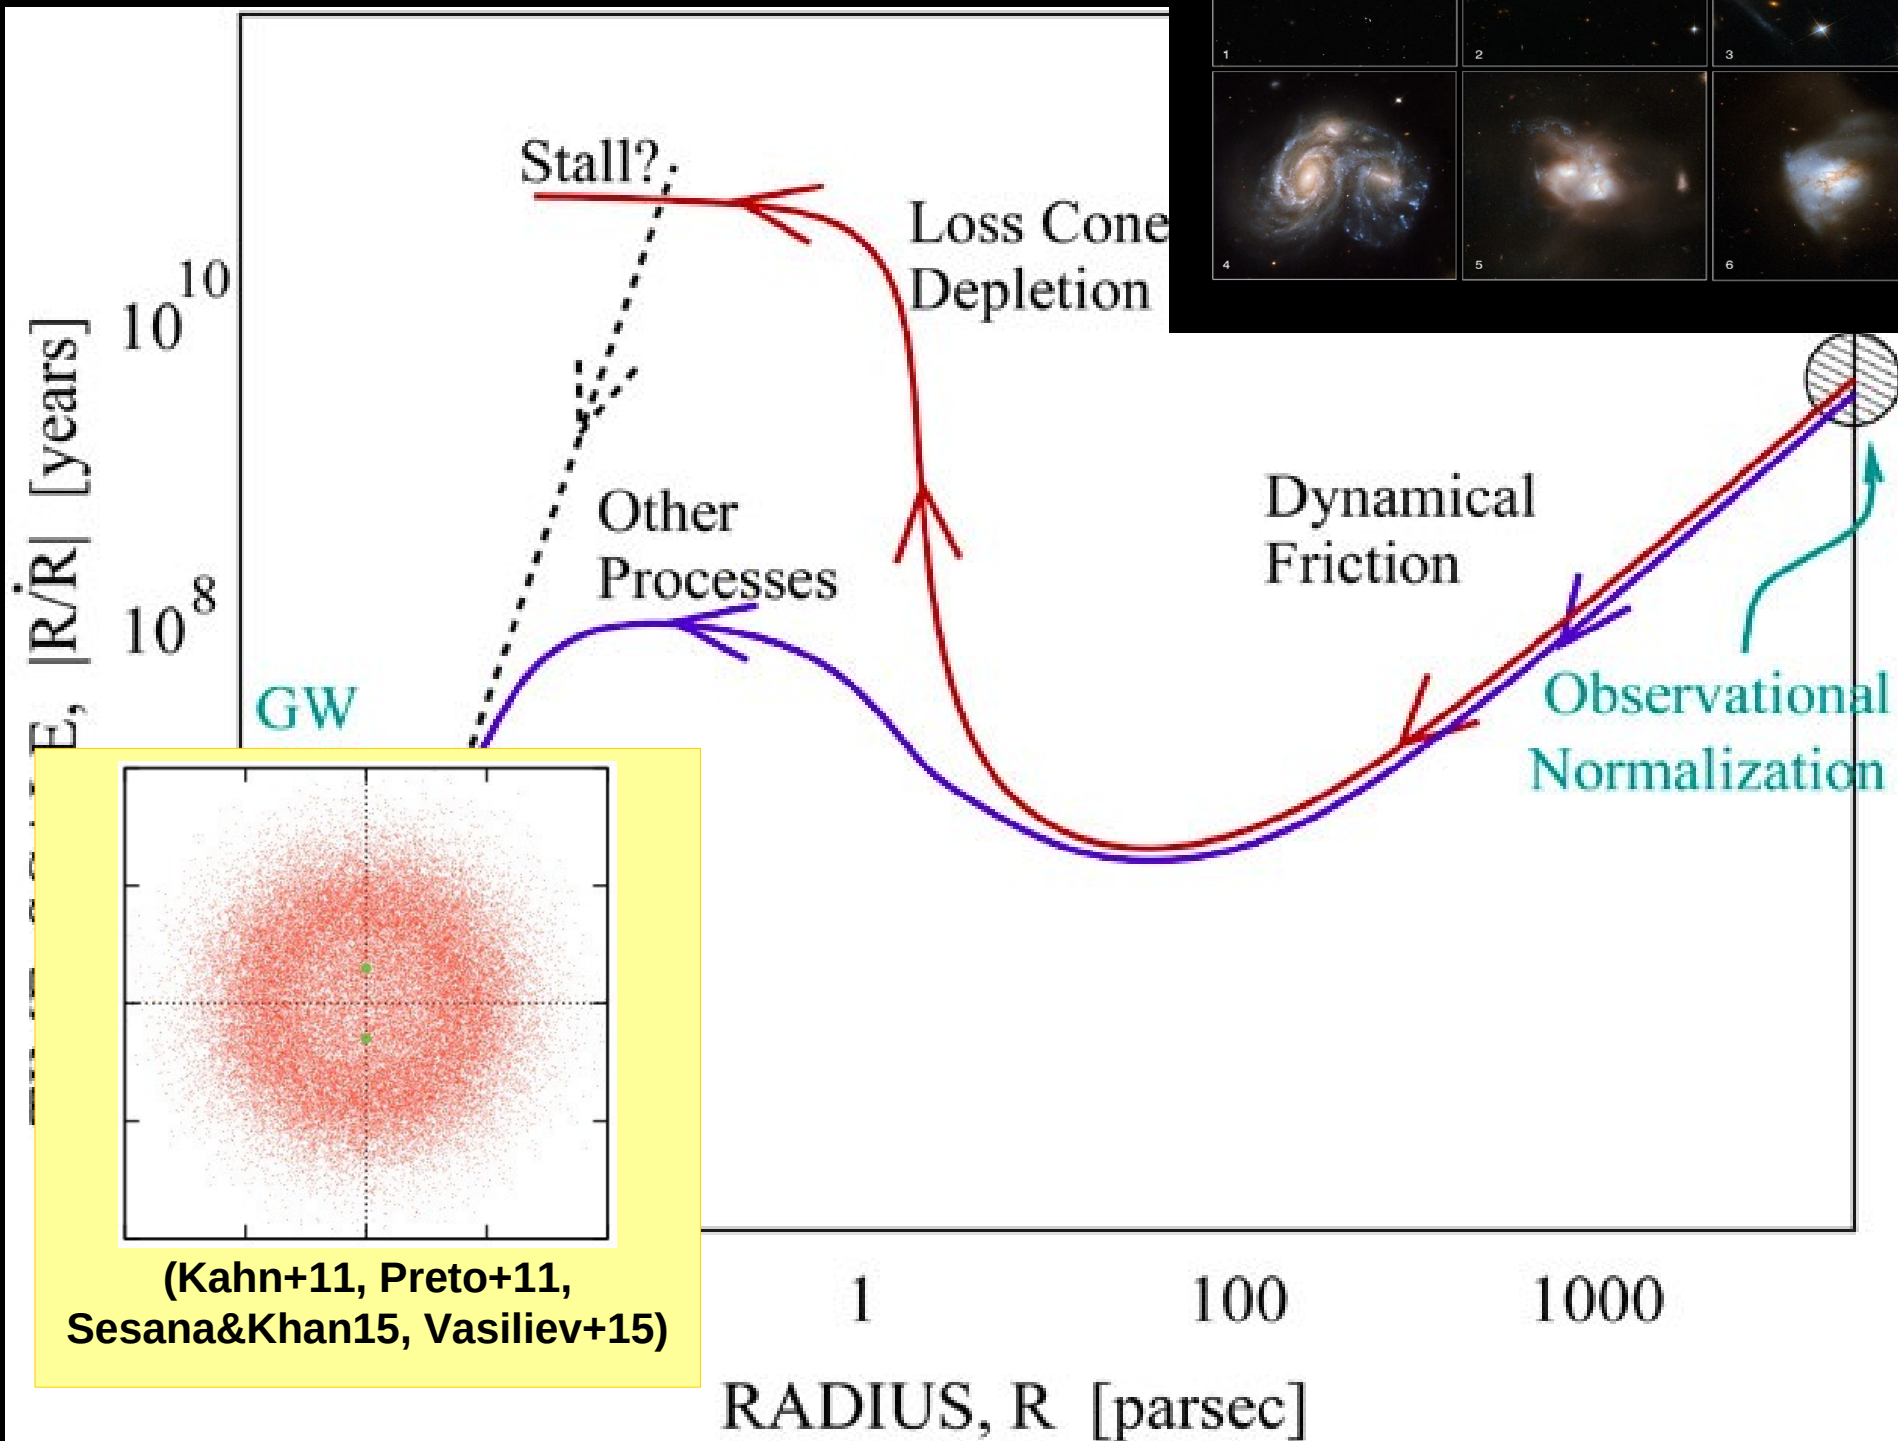 1
2
3
4
5
6
Stall?
Loss Cone
Depletion
10^10
10
Other
Processes
Dynamical
Friction
10^8
GW
Observational
Normalization
|Ṙ/R| [years]
(Kahn+11, Preto+11,
Sesana&Khan15, Vasiliev+15)
1
100
1000
RADIUS, R [parsec]